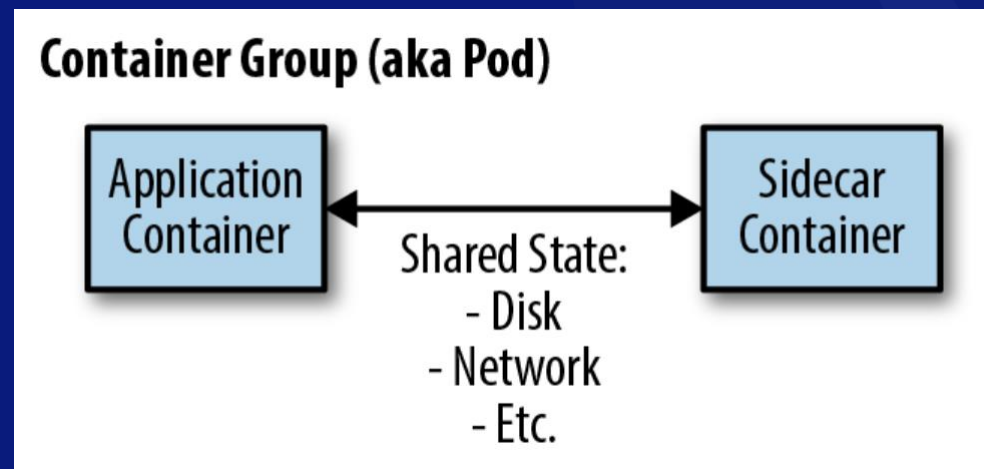 Container Group (aka Pod)
Application
Container
Sidecar
Container
Shared State:
- Disk
- Network
- Etc.